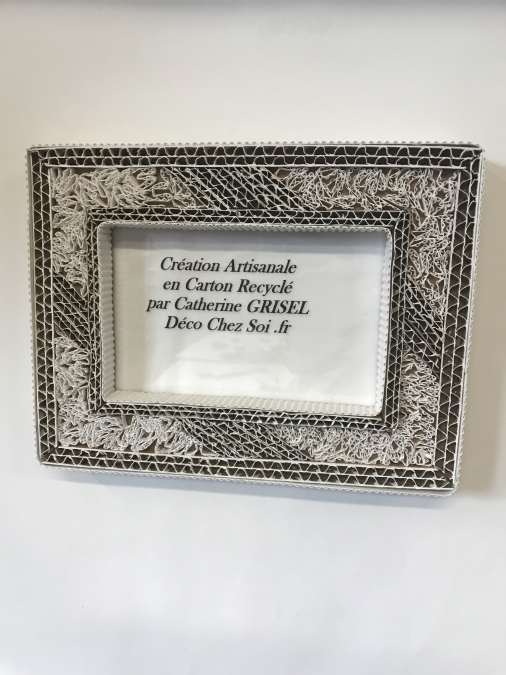 Création Artisanale
en Carton Recyclé
par Catherine GRISEL
Déco Chez Soi .fr